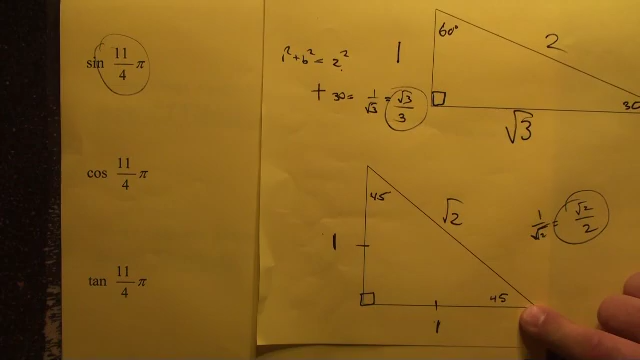 sin 11/4 π
cos 11/4 π
tan 11/4 π
1² + b² = 2²
t 30 = 1/√3 = √3/3
60°
1
2
30
√3
45
√2
1
45
1
1/√2 = √2/2